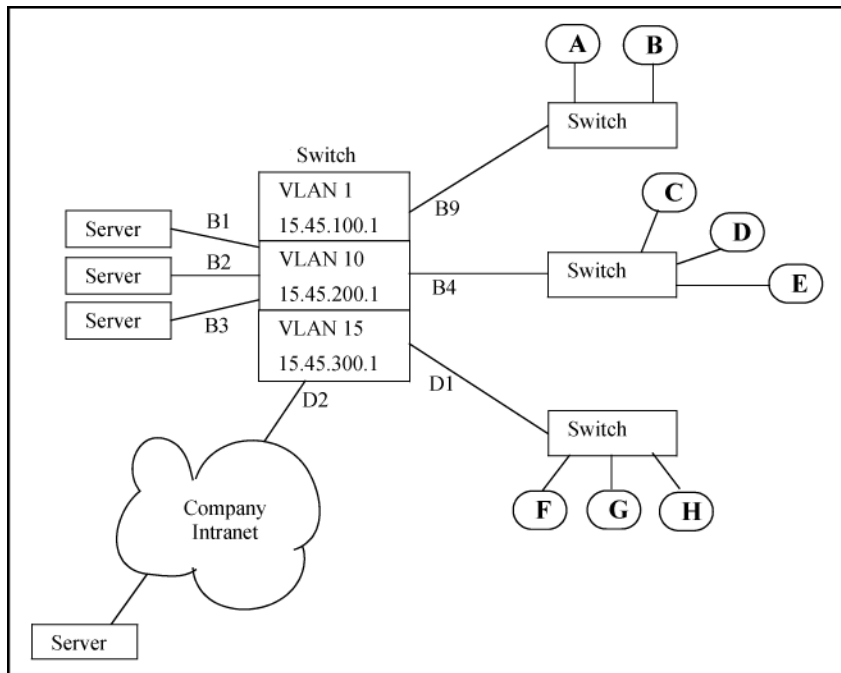 A B
Switch
Switch
VLAN 1
15.45.100.1
B9
C
B1
Server
D
VLAN 10
15.45.200.1
B2
Server
B4
Switch
E
B3
Server
VLAN 15
15.45.300.1
D2
D1
Switch
Company
Intranet
F G H
Server